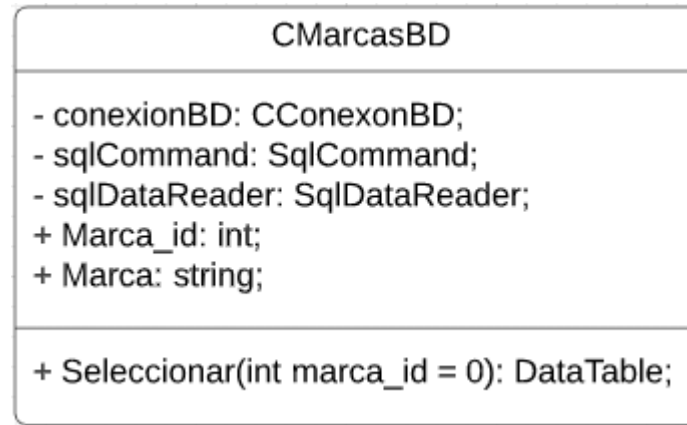 CMarcasBD
- conexionBD: CConexonBD;
- sqlCommand: SqlCommand;
- sqlDataReader: SqlDataReader;
+ Marca_id: int;
+ Marca: string;
+ Seleccionar(int marca_id = 0): DataTable;